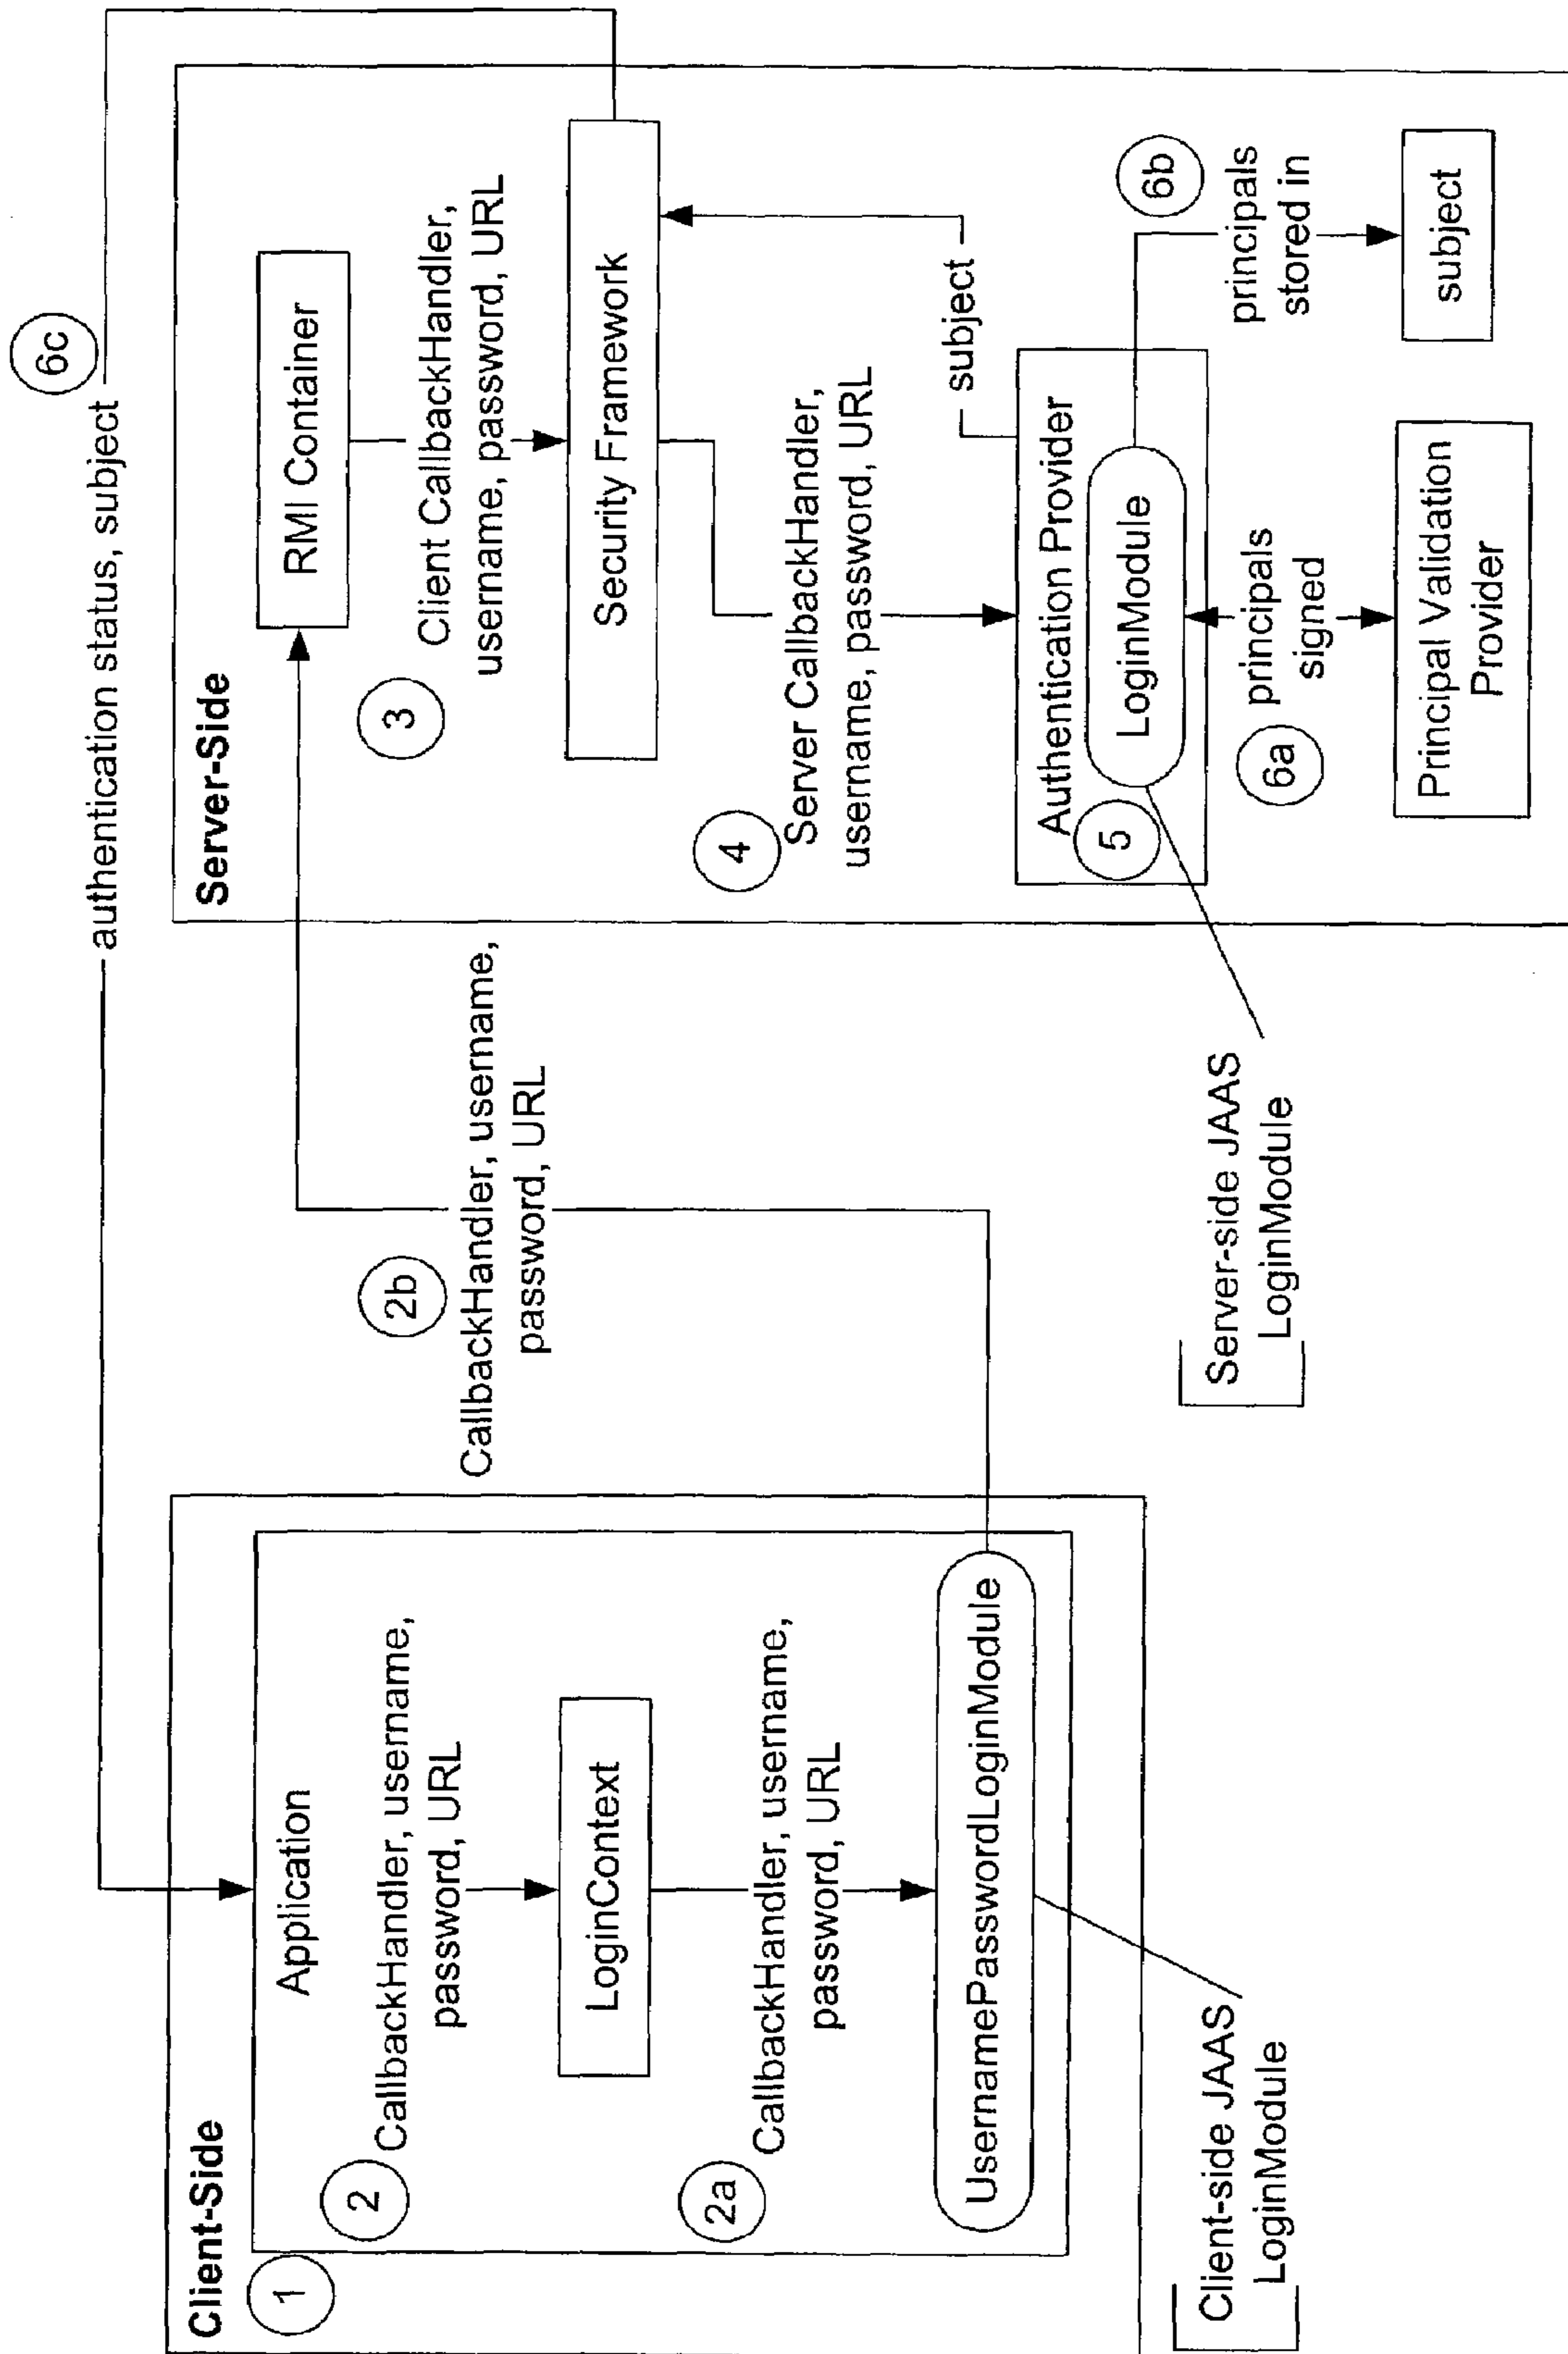 6c
authentication status, subject
Client-Side
1
Application
2
CallbackHandler, username,
password, URL
LoginContext
2a
CallbackHandler, username,
password, URL
UsernamePasswordLoginModule
Client-side JAAS
LoginModule
2b
CallbackHandler, username,
password, URL
Server-Side
RMI Container
3
Client CallbackHandler,
username, password, URL
Security Framework
4
Server CallbackHandler,
username, password, URL
subject
Authentication Provider
5
LoginModule
Server-side JAAS
LoginModule
6a
principals
signed
Principal Validation
Provider
6b
principals
stored in
subject